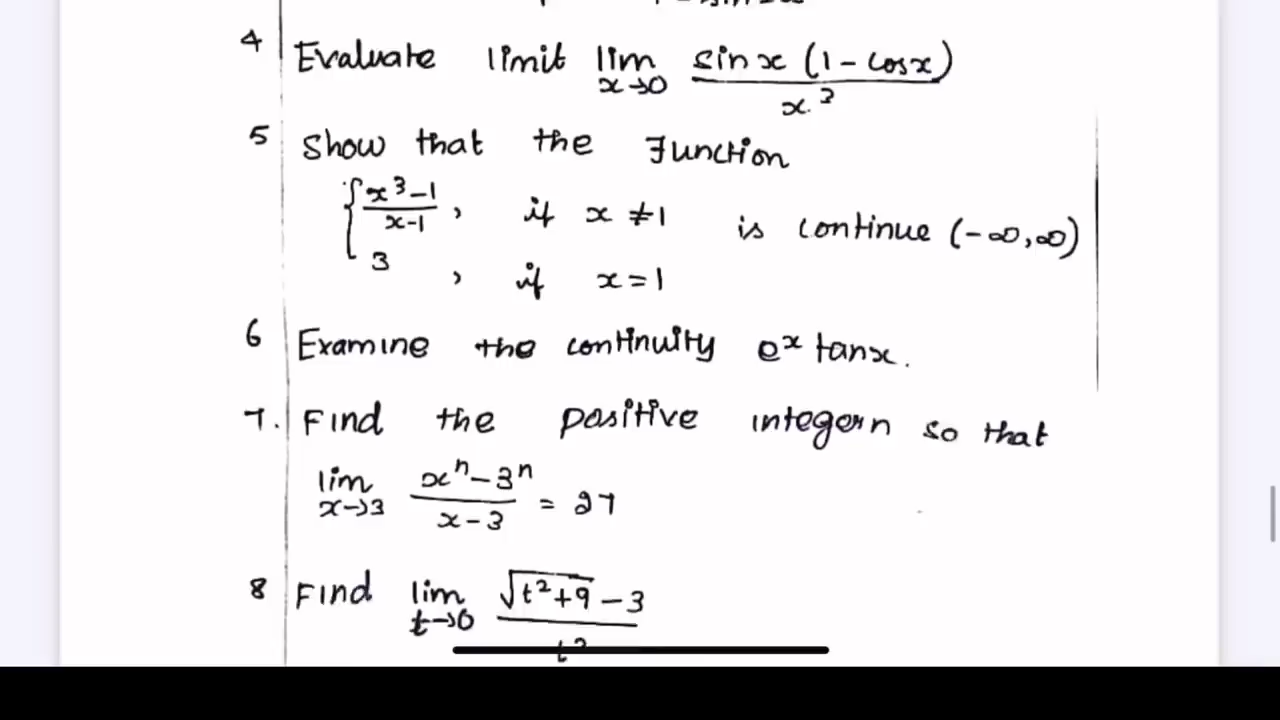 4 Evaluate limit lim x→0 sin x (1 - cos x) / x³
5 Show that the Function
{ x³-1 / x-1 , if x ≠ 1 is continue (-∞,∞)
3 , if x = 1
6 Examine the continuity eˣ tanx.
7. Find the positive integern so that
lim x→3 xⁿ - 3ⁿ / x - 3 = 27
8 Find lim t→0 √t²+9 - 3 / t²